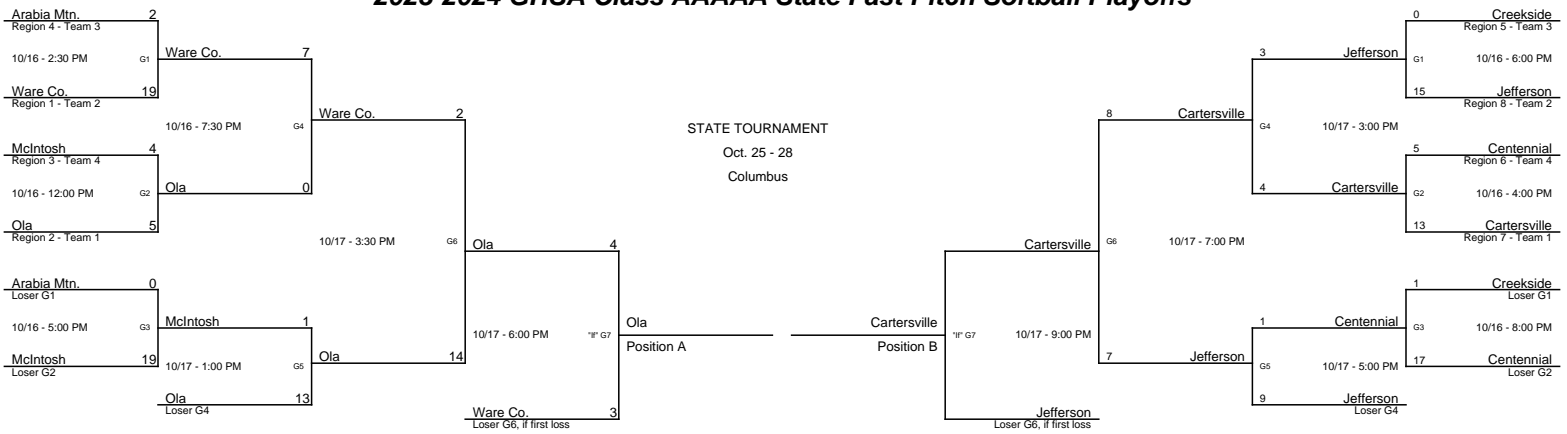 2023-2024 GHSA Class AAAAA State Fast Pitch Softball Playoffs
Arabia Mtn. 2
Region 4 - Team 3
10/16 - 2:30 PM G1
Ware Co. 7
Ware Co. 19
Region 1 - Team 2
10/16 - 7:30 PM G4
Ware Co. 2
McIntosh 4
Region 3 - Team 4
10/16 - 12:00 PM G2
Ola 0
Ola 5
Region 2 - Team 1
10/17 - 3:30 PM G6
Ola 4
Arabia Mtn. 0
Loser G1
10/16 - 5:00 PM G3
McIntosh 1
McIntosh 19
Loser G2
10/17 - 1:00 PM G5
Ola 14
Ola 13
Loser G4
10/17 - 6:00 PM "If" G7
Ola
Position A
Ware Co. 3
Loser G6, if first loss
STATE TOURNAMENT
Oct. 25 - 28
Columbus
0 Creekside
Region 5 - Team 3
3 Jefferson
G1 10/16 - 6:00 PM
15 Jefferson
Region 8 - Team 2
8 Cartersville
G4 10/17 - 3:00 PM
5 Centennial
Region 6 - Team 4
4 Cartersville
G2 10/16 - 4:00 PM
13 Cartersville
Region 7 - Team 1
Cartersville
G6 10/17 - 7:00 PM
1 Creekside
Loser G1
1 Centennial
G3 10/16 - 8:00 PM
17 Centennial
Loser G2
7 Jefferson
G5 10/17 - 5:00 PM
9 Jefferson
Loser G4
Cartersville
Position B
"If" G7 10/17 - 9:00 PM
Jefferson
Loser G6, if first loss